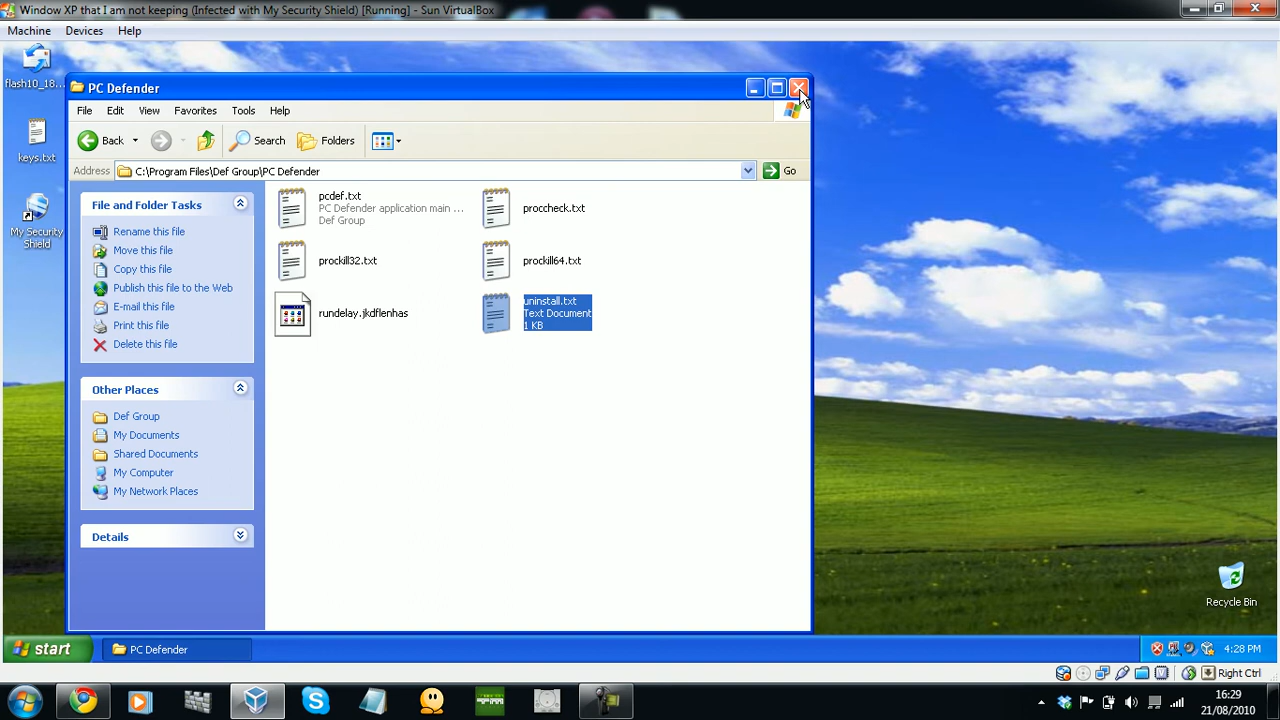 Window XP that I am not keeping (Infected with My Security Shield) [Running] - Sun VirtualBox
Machine Devices Help
flash10_18...
keys.txt
My Security
Shield
PC Defender
File Edit View Favorites Tools Help
Back Search Folders
Address C:\Program Files\Def Group\PC Defender Go
File and Folder Tasks
Rename this file
Move this file
Copy this file
Publish this file to the Web
E-mail this file
Print this file
Delete this file
Other Places
Def Group
My Documents
Shared Documents
My Computer
My Network Places
Details
pcdef.txt
PC Defender application main ...
Def Group
proccheck.txt
prockill32.txt
prockill64.txt
rundelay.jkdflenhas
uninstall.txt
Text Document
1 KB
Recycle Bin
start PC Defender 4:28 PM
Right Ctrl
16:29
21/08/2010